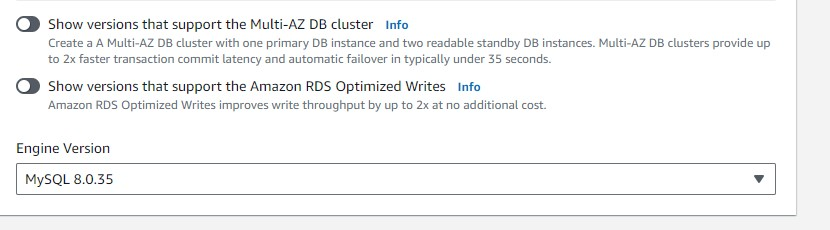 Show versions that support the Multi-AZ DB cluster Info
Create a A Multi-AZ DB cluster with one primary DB instance and two readable standby DB instances. Multi-AZ DB clusters provide up
to 2x faster transaction commit latency and automatic failover in typically under 35 seconds.
Show versions that support the Amazon RDS Optimized Writes Info
Amazon RDS Optimized Writes improves write throughput by up to 2x at no additional cost.
Engine Version
MySQL 8.0.35